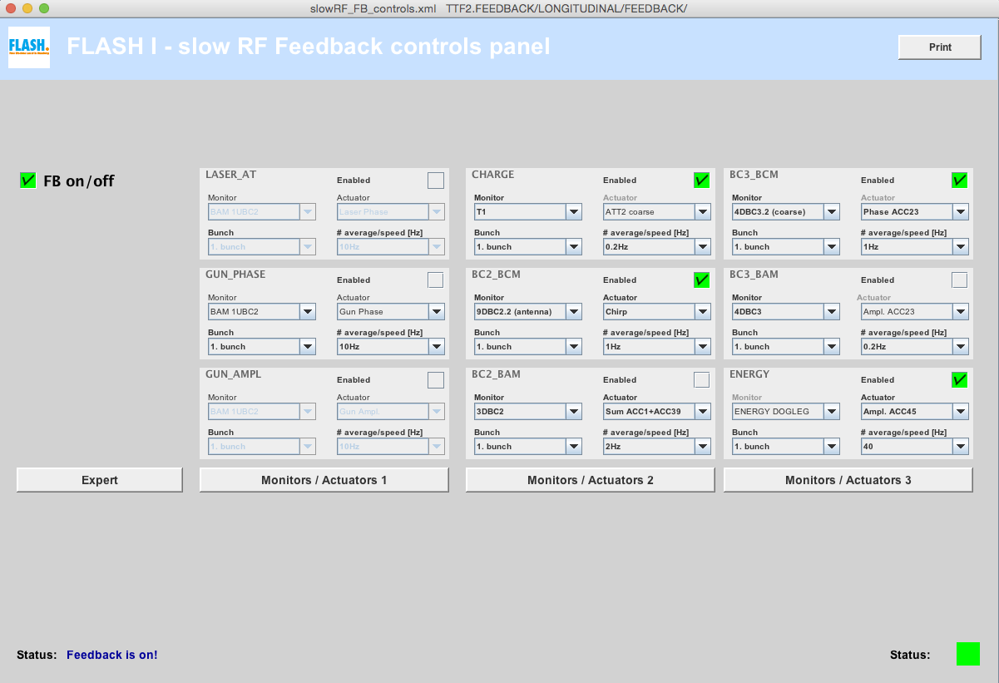 slowRF_FB_controls.xml TTF2.FEEDBACK/LONGITUDINAL/FEEDBACK/
FLASH.
FLASH I - slow RF Feedback controls panel
Print
FB on/off
LASER_AT
Enabled
Monitor
Actuator
BAM 1UBC2
Laser Phase
Bunch
# average/speed [Hz]
1. bunch
10Hz
GUN_PHASE
Enabled
Monitor
Actuator
BAM 1UBC2
Gun Phase
Bunch
# average/speed [Hz]
1. bunch
10Hz
GUN_AMPL
Enabled
Monitor
Actuator
BAM 1UBC2
Gun Ampl.
Bunch
# average/speed [Hz]
1. bunch
10Hz
CHARGE
Enabled
Monitor
Actuator
T1
ATT2 coarse
Bunch
# average/speed [Hz]
1. bunch
0.2Hz
BC2_BCM
Enabled
Monitor
Actuator
9DBC2.2 (antenna)
Chirp
Bunch
# average/speed [Hz]
1. bunch
1Hz
BC2_BAM
Enabled
Monitor
Actuator
3DBC2
Sum ACC1+ACC39
Bunch
# average/speed [Hz]
1. bunch
2Hz
BC3_BCM
Enabled
Monitor
Actuator
4DBC3.2 (coarse)
Phase ACC23
Bunch
# average/speed [Hz]
1. bunch
1Hz
BC3_BAM
Enabled
Monitor
Actuator
4DBC3
Ampl. ACC23
Bunch
# average/speed [Hz]
1. bunch
0.2Hz
ENERGY
Enabled
Monitor
Actuator
ENERGY DOGLEG
Ampl. ACC45
Bunch
# average/speed [Hz]
1. bunch
40
Expert
Monitors / Actuators 1
Monitors / Actuators 2
Monitors / Actuators 3
Status: Feedback is on!
Status: